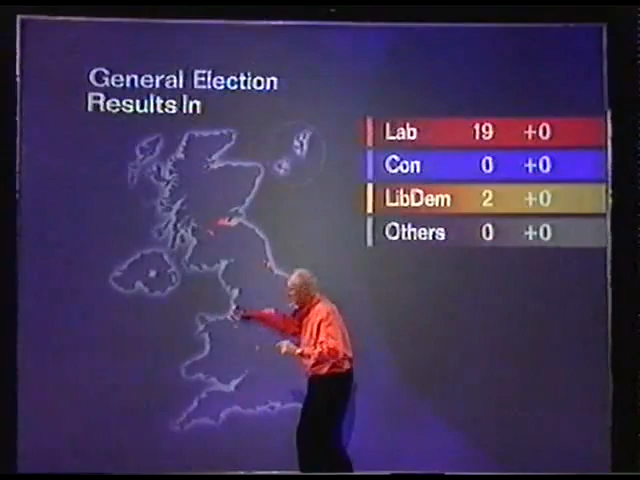 General Election
Results In
Lab 19 +0
Con 0 +0
LibDem 2 +0
Others 0 +0